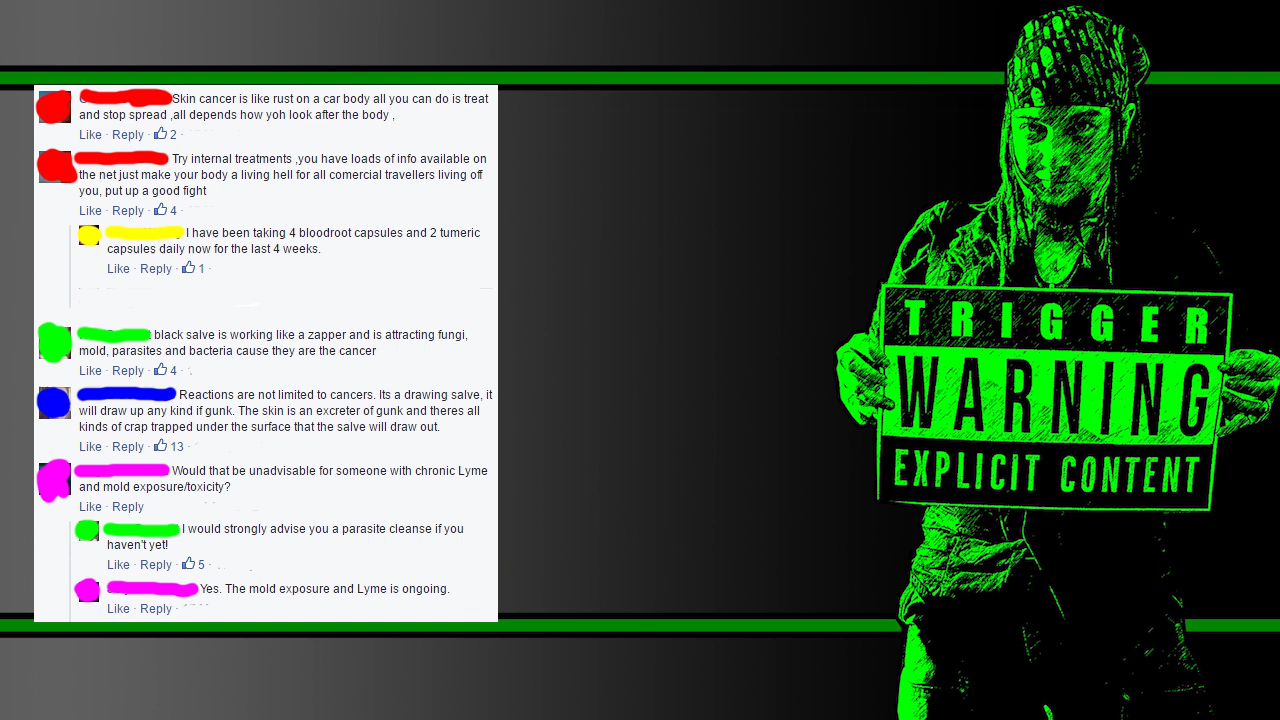 Skin cancer is like rust on a car body all you can do is treat
and stop spread ,all depends how yoh look after the body ,
Like · Reply · 2 ·
Try internal treatments ,you have loads of info available on
the net just make your body a living hell for all comercial travellers living off
you, put up a good fight
Like · Reply · 4 ·
I have been taking 4 bloodroot capsules and 2 tumeric
capsules daily now for the last 4 weeks.
Like · Reply · 1 ·
black salve is working like a zapper and is attracting fungi,
mold, parasites and bacteria cause they are the cancer
Like · Reply · 4 ·
Reactions are not limited to cancers. Its a drawing salve, it
will draw up any kind if gunk. The skin is an excreter of gunk and theres all
kinds of crap trapped under the surface that the salve will draw out.
Like · Reply · 13 ·
Would that be unadvisable for someone with chronic Lyme
and mold exposure/toxicity?
Like · Reply
I would strongly advise you a parasite cleanse if you
haven't yet!
Like · Reply · 5 ·
Yes. The mold exposure and Lyme is ongoing.
Like · Reply ·
TRIGGER
WARNING
EXPLICIT CONTENT